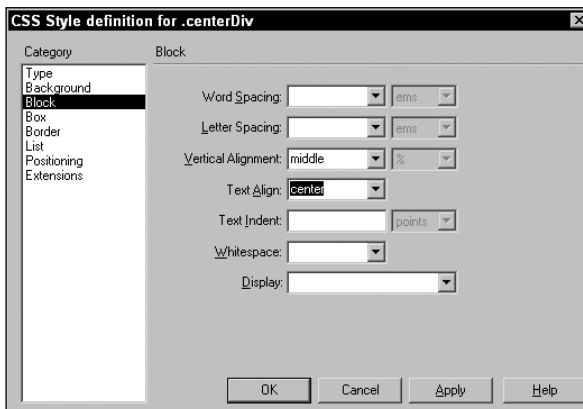 CSS Style definition for .centerDiv
Category
Type
Background
Block
Box
Border
List
Positioning
Extensions
Block
Word Spacing: ems
Letter Spacing: ems
Vertical Alignment: middle %
Text Align: center
Text Indent: points
Whitespace:
Display:
OK Cancel Apply Help